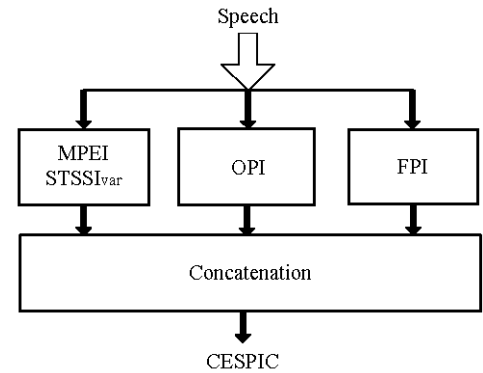 Speech
MPEI
STSSIvar
OPI
FPI
Concatenation
CESPIC